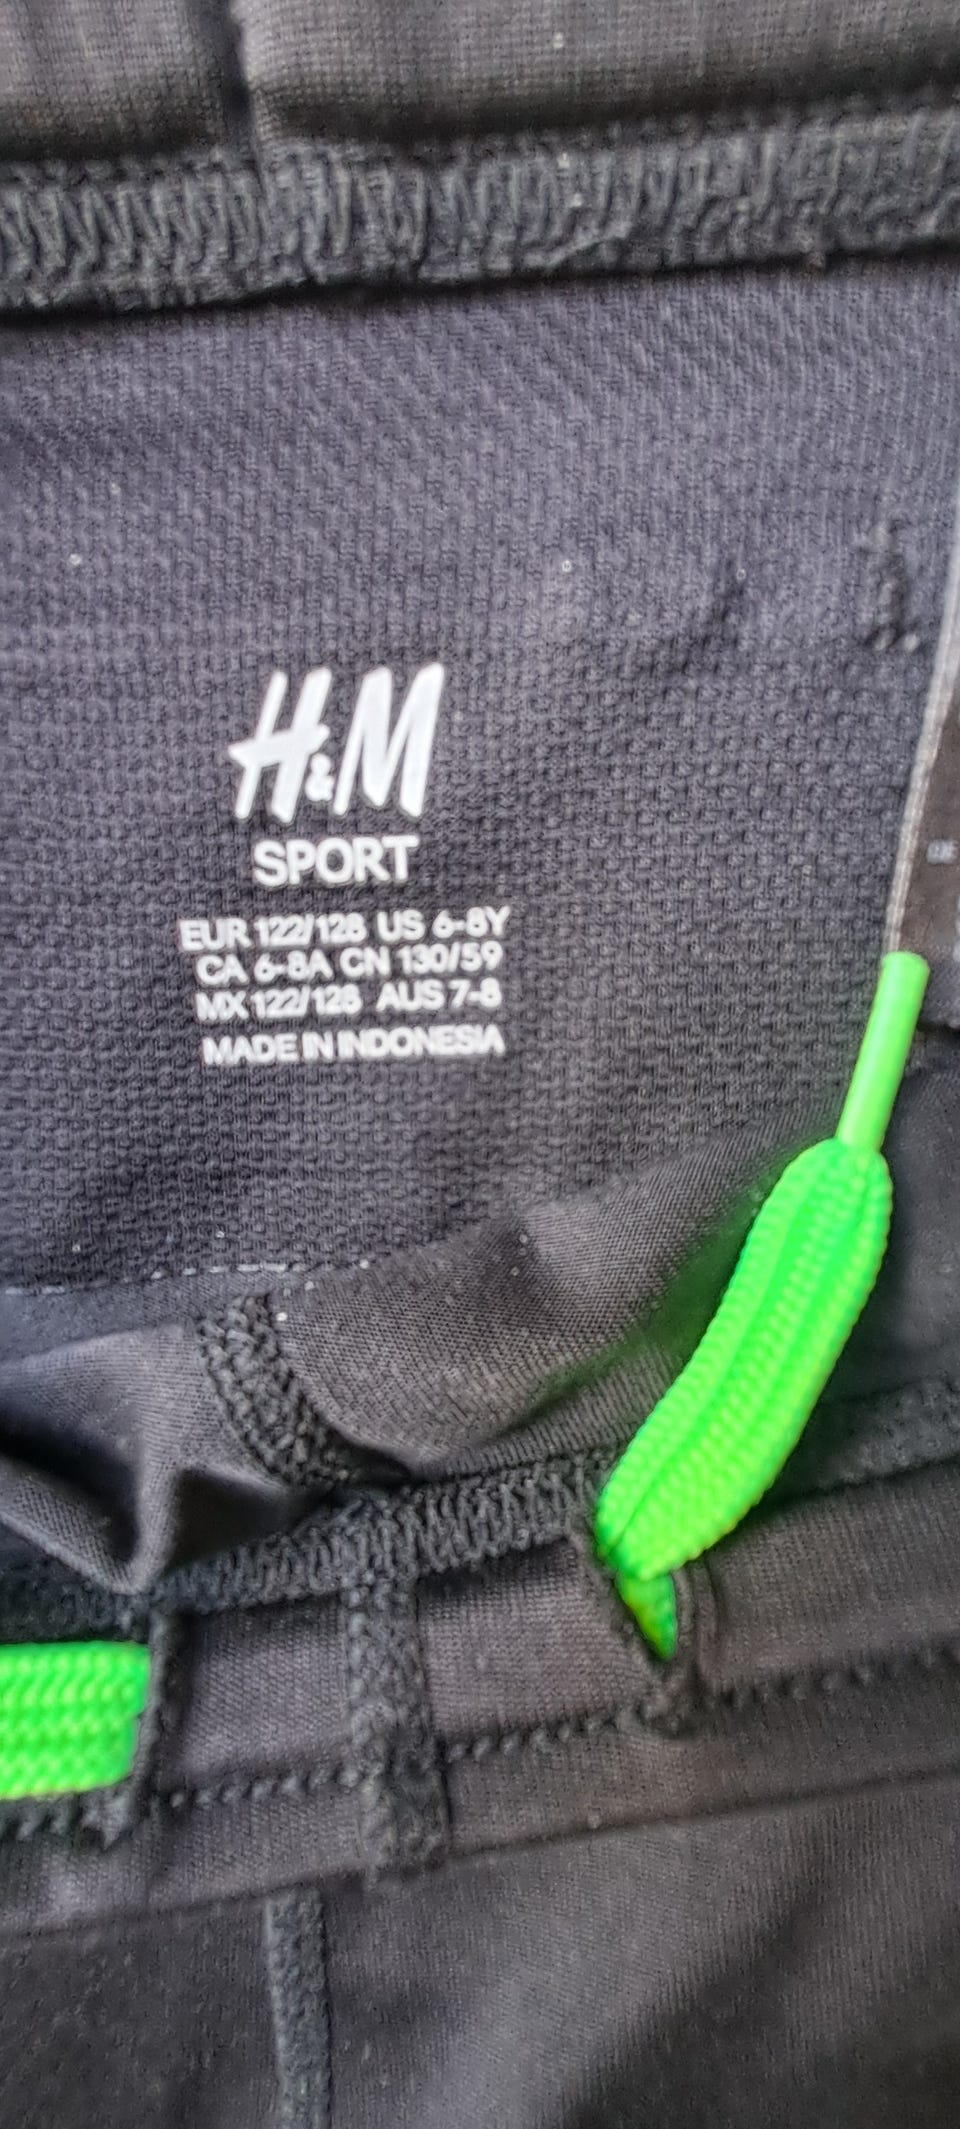 H&M
SPORT
EUR 122/128 US 6-8Y
CA 6-8A CN 130/59
MX 122/128 AUS 7-8
MADE IN INDONESIA